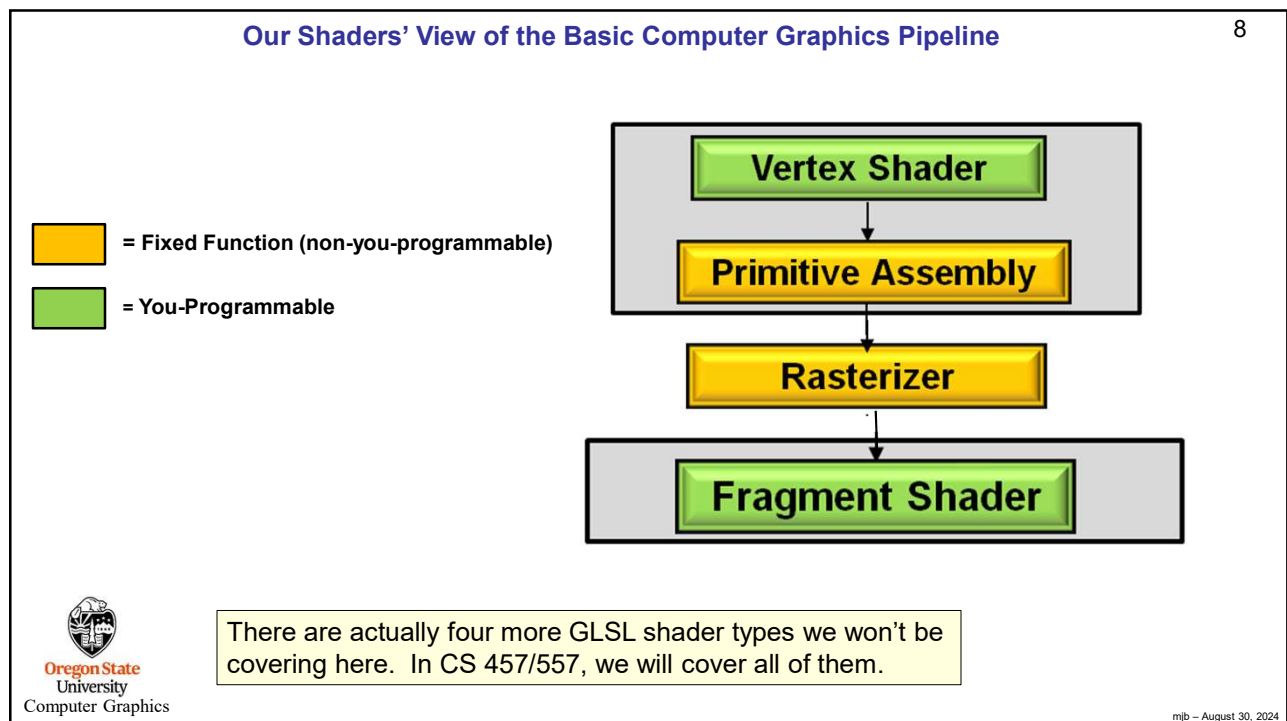 Our Shaders’ View of the Basic Computer Graphics Pipeline
8
Vertex Shader
Primitive Assembly
Rasterizer
Fragment Shader
= Fixed Function (non-you-programmable)
= You-Programmable
There are actually four more GLSL shader types we won’t be
covering here.  In CS 457/557, we will cover all of them.
Oregon State
University
Computer Graphics
mjb – August 30, 2024